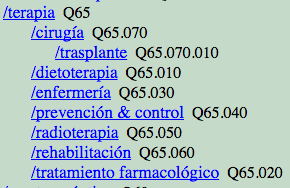 /terapia Q65
/cirugía Q65.070
/trasplante Q65.070.010
/dietoterapia Q65.010
/enfermería Q65.030
/prevención & control Q65.040
/radioterapia Q65.050
/rehabilitación Q65.060
/tratamiento farmacológico Q65.020